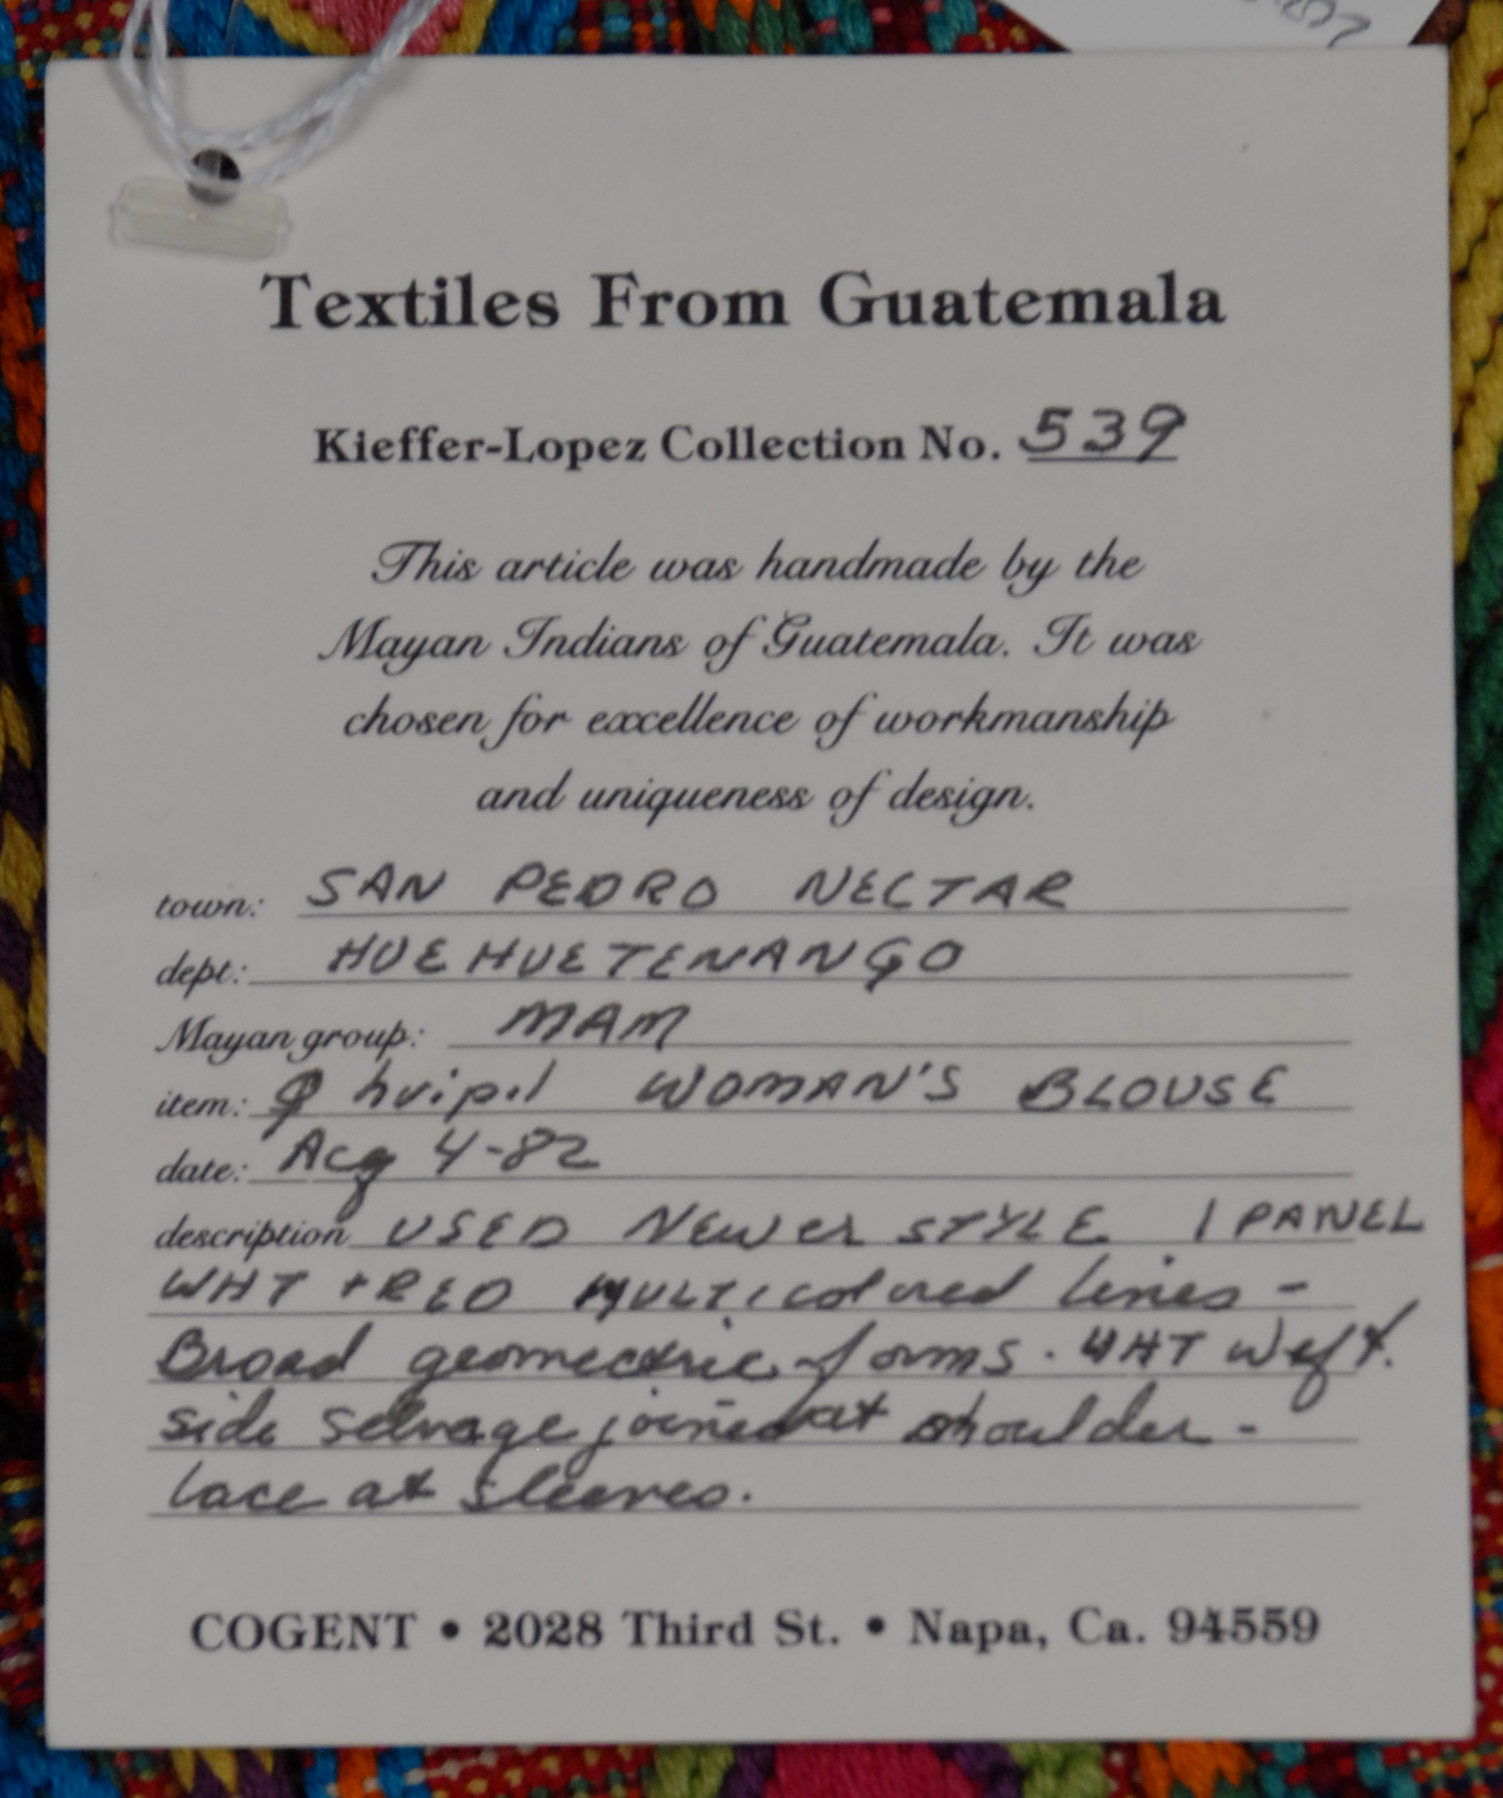 Textiles From Guatemala
Kieffer-Lopez Collection No. 539
This article was handmade by the
Mayan Indians of Guatemala. It was
chosen for excellence of workmanship
and uniqueness of design.
town: SAN PEDRO NECTAR
dept: HUEHUETENANGO
Mayan group: MAM
item: ♀ huipil WOMAN'S BLOUSE
date: Acq 4-82
description USED NEWER STYLE 1 PANEL
WHT + RED MULTICOLORED lines -
Broad geometric forms. WHT Weft.
side selvage joined at shoulder -
lace at sleeves.
COGENT • 2028 Third St. • Napa, Ca. 94559